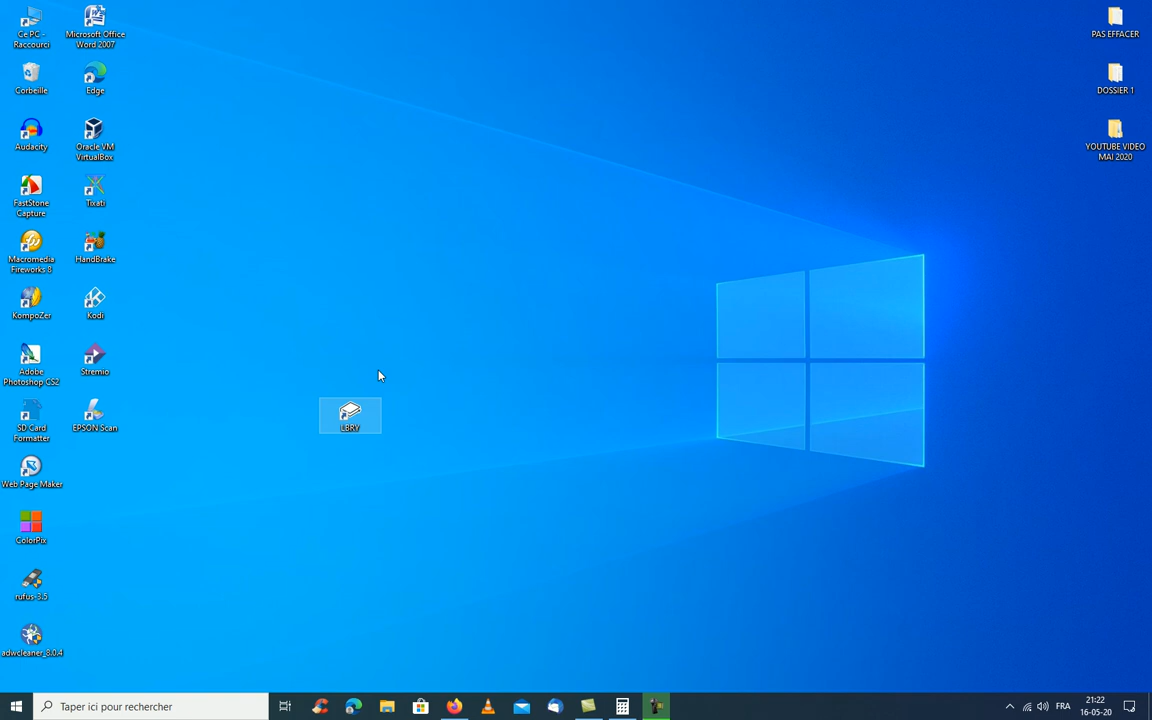 Ce PC -
Raccourci
Microsoft Office
Word 2007
Corbeille
Edge
Audacity
Oracle VM
VirtualBox
FastStone
Capture
Tixati
Macromedia
Fireworks 8
HandBrake
KompoZer
Kodi
Adobe
Photoshop CS2
Stremio
SD Card
Formatter
EPSON Scan
Web Page Maker
ColorPix
rufus-3.5
adwcleaner_8.0.4
LBRY
PAS EFFACER
DOSSIER 1
YOUTUBE VIDEO
MAI 2020
Taper ici pour rechercher
FRA
21:22
16-05-20